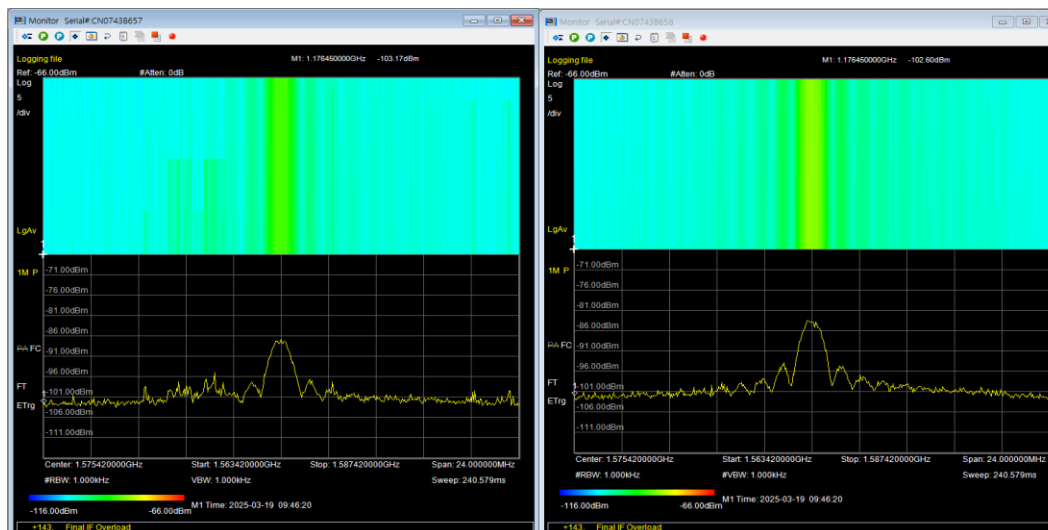 Monitor Serial#:CN07438657
Logging file
M1: 1.176450000GHz -103.17dBm
Ref: -66.00dBm #Atten: 0dB
Log
5
/div
LgAv
1
1M P
-71.00dBm
-76.00dBm
-81.00dBm
-86.00dBm
PA FC
-91.00dBm
-96.00dBm
FT
-101.00dBm
ETrg
-106.00dBm
-111.00dBm
Center: 1.575420000GHz Start: 1.563420000GHz Stop: 1.587420000GHz Span: 24.000000MHz
#RBW: 1.000kHz VBW: 1.000kHz Sweep: 240.579ms
M1 Time: 2025-03-19 09:46:20
-116.00dBm -66.00dBm
+143, Final IF Overload
Monitor Serial#:CN07438658
Logging file
M1: 1.176450000GHz -102.60dBm
Ref: -66.00dBm #Atten: 0dB
Log
5
/div
LgAv
1
1M P
-71.00dBm
-76.00dBm
-81.00dBm
-86.00dBm
PA FC
-91.00dBm
-96.00dBm
FT
-101.00dBm
ETrg
-106.00dBm
-111.00dBm
Center: 1.575420000GHz Start: 1.563420000GHz Stop: 1.587420000GHz Span: 24.000000MHz
#RBW: 1.000kHz #VBW: 1.000kHz Sweep: 240.579ms
M1 Time: 2025-03-19 09:46:20
-116.00dBm -66.00dBm
+143, Final IF Overload